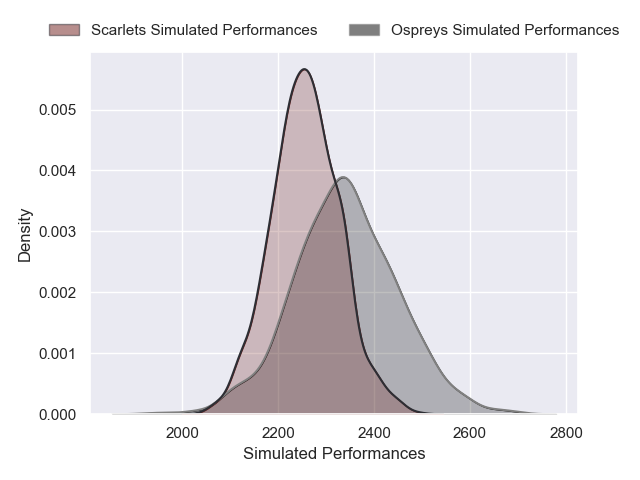 Scarlets Simulated Performances Ospreys Simulated Performances
0.005
0.004
0.003
0.002
0.001
0.000
Density
2000 2200 2400 2600 2800
Simulated Performances